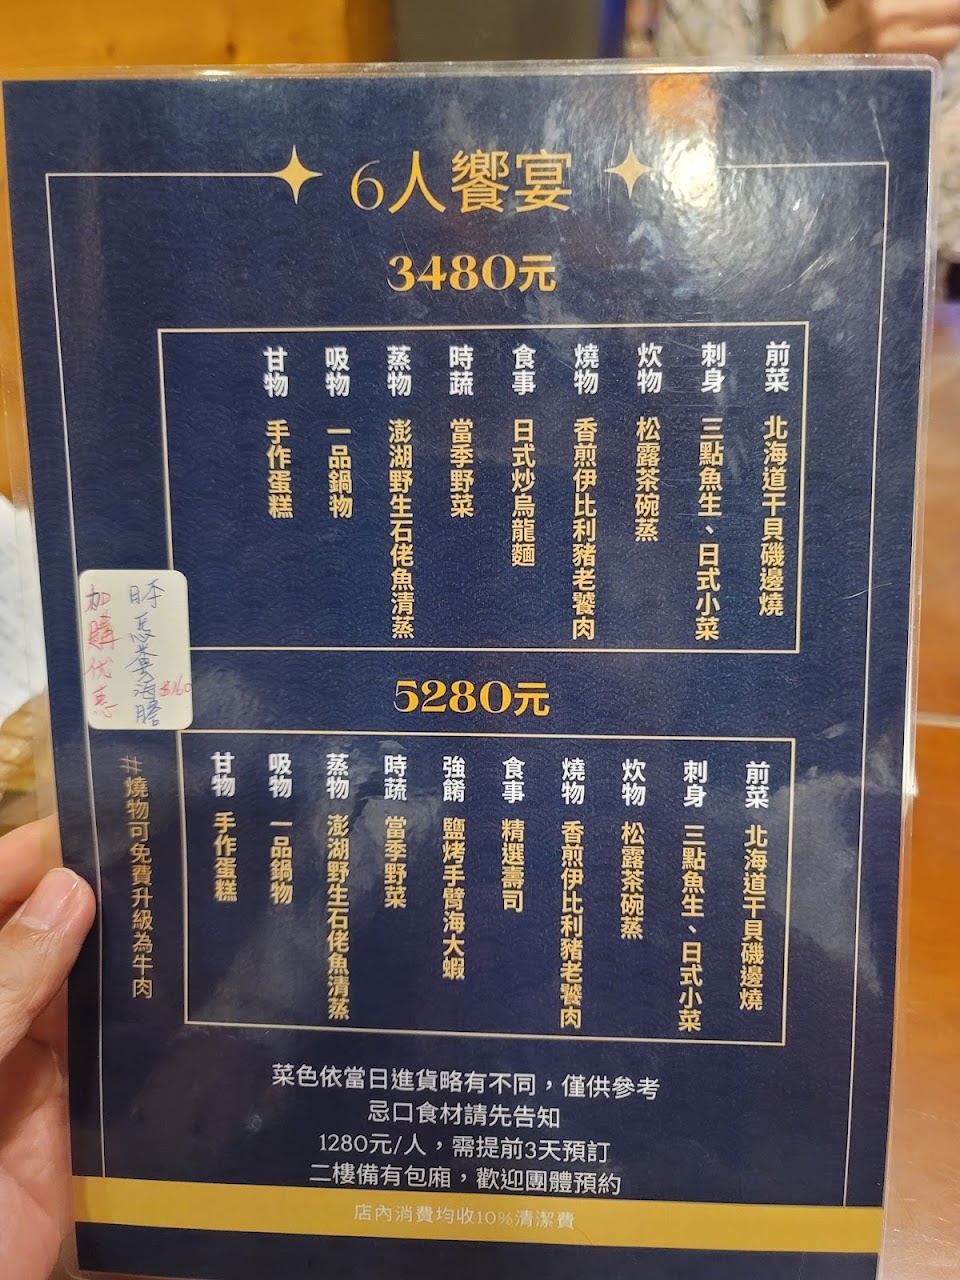 6人饗宴
3480元
前菜 北海道干貝磯邊燒
刺身 三點魚生、日式小菜
炊物 松露茶碗蒸
燒物 香煎伊比利豬老饕肉
食事 日式炒烏龍麵
時蔬 當季野菜
蒸物 澎湖野生石佬魚清蒸
吸物 一品鍋物
甘物 手作蛋糕
海膽
$160
加購优惠
5280元
前菜 北海道干貝磯邊燒
刺身 三點魚生、日式小菜
炊物 松露茶碗蒸
燒物 香煎伊比利豬老饕肉
食事 精選壽司
強餚 鹽烤手臂海大蝦
時蔬 當季野菜
蒸物 澎湖野生石佬魚清蒸
吸物 一品鍋物
甘物 手作蛋糕
#燒物可免費升級為牛肉
菜色依當日進貨略有不同，僅供參考
忌口食材請先告知
1280元/人，需提前3天預訂
二樓備有包廂，歡迎團體預約
店內消費均收10%清潔費